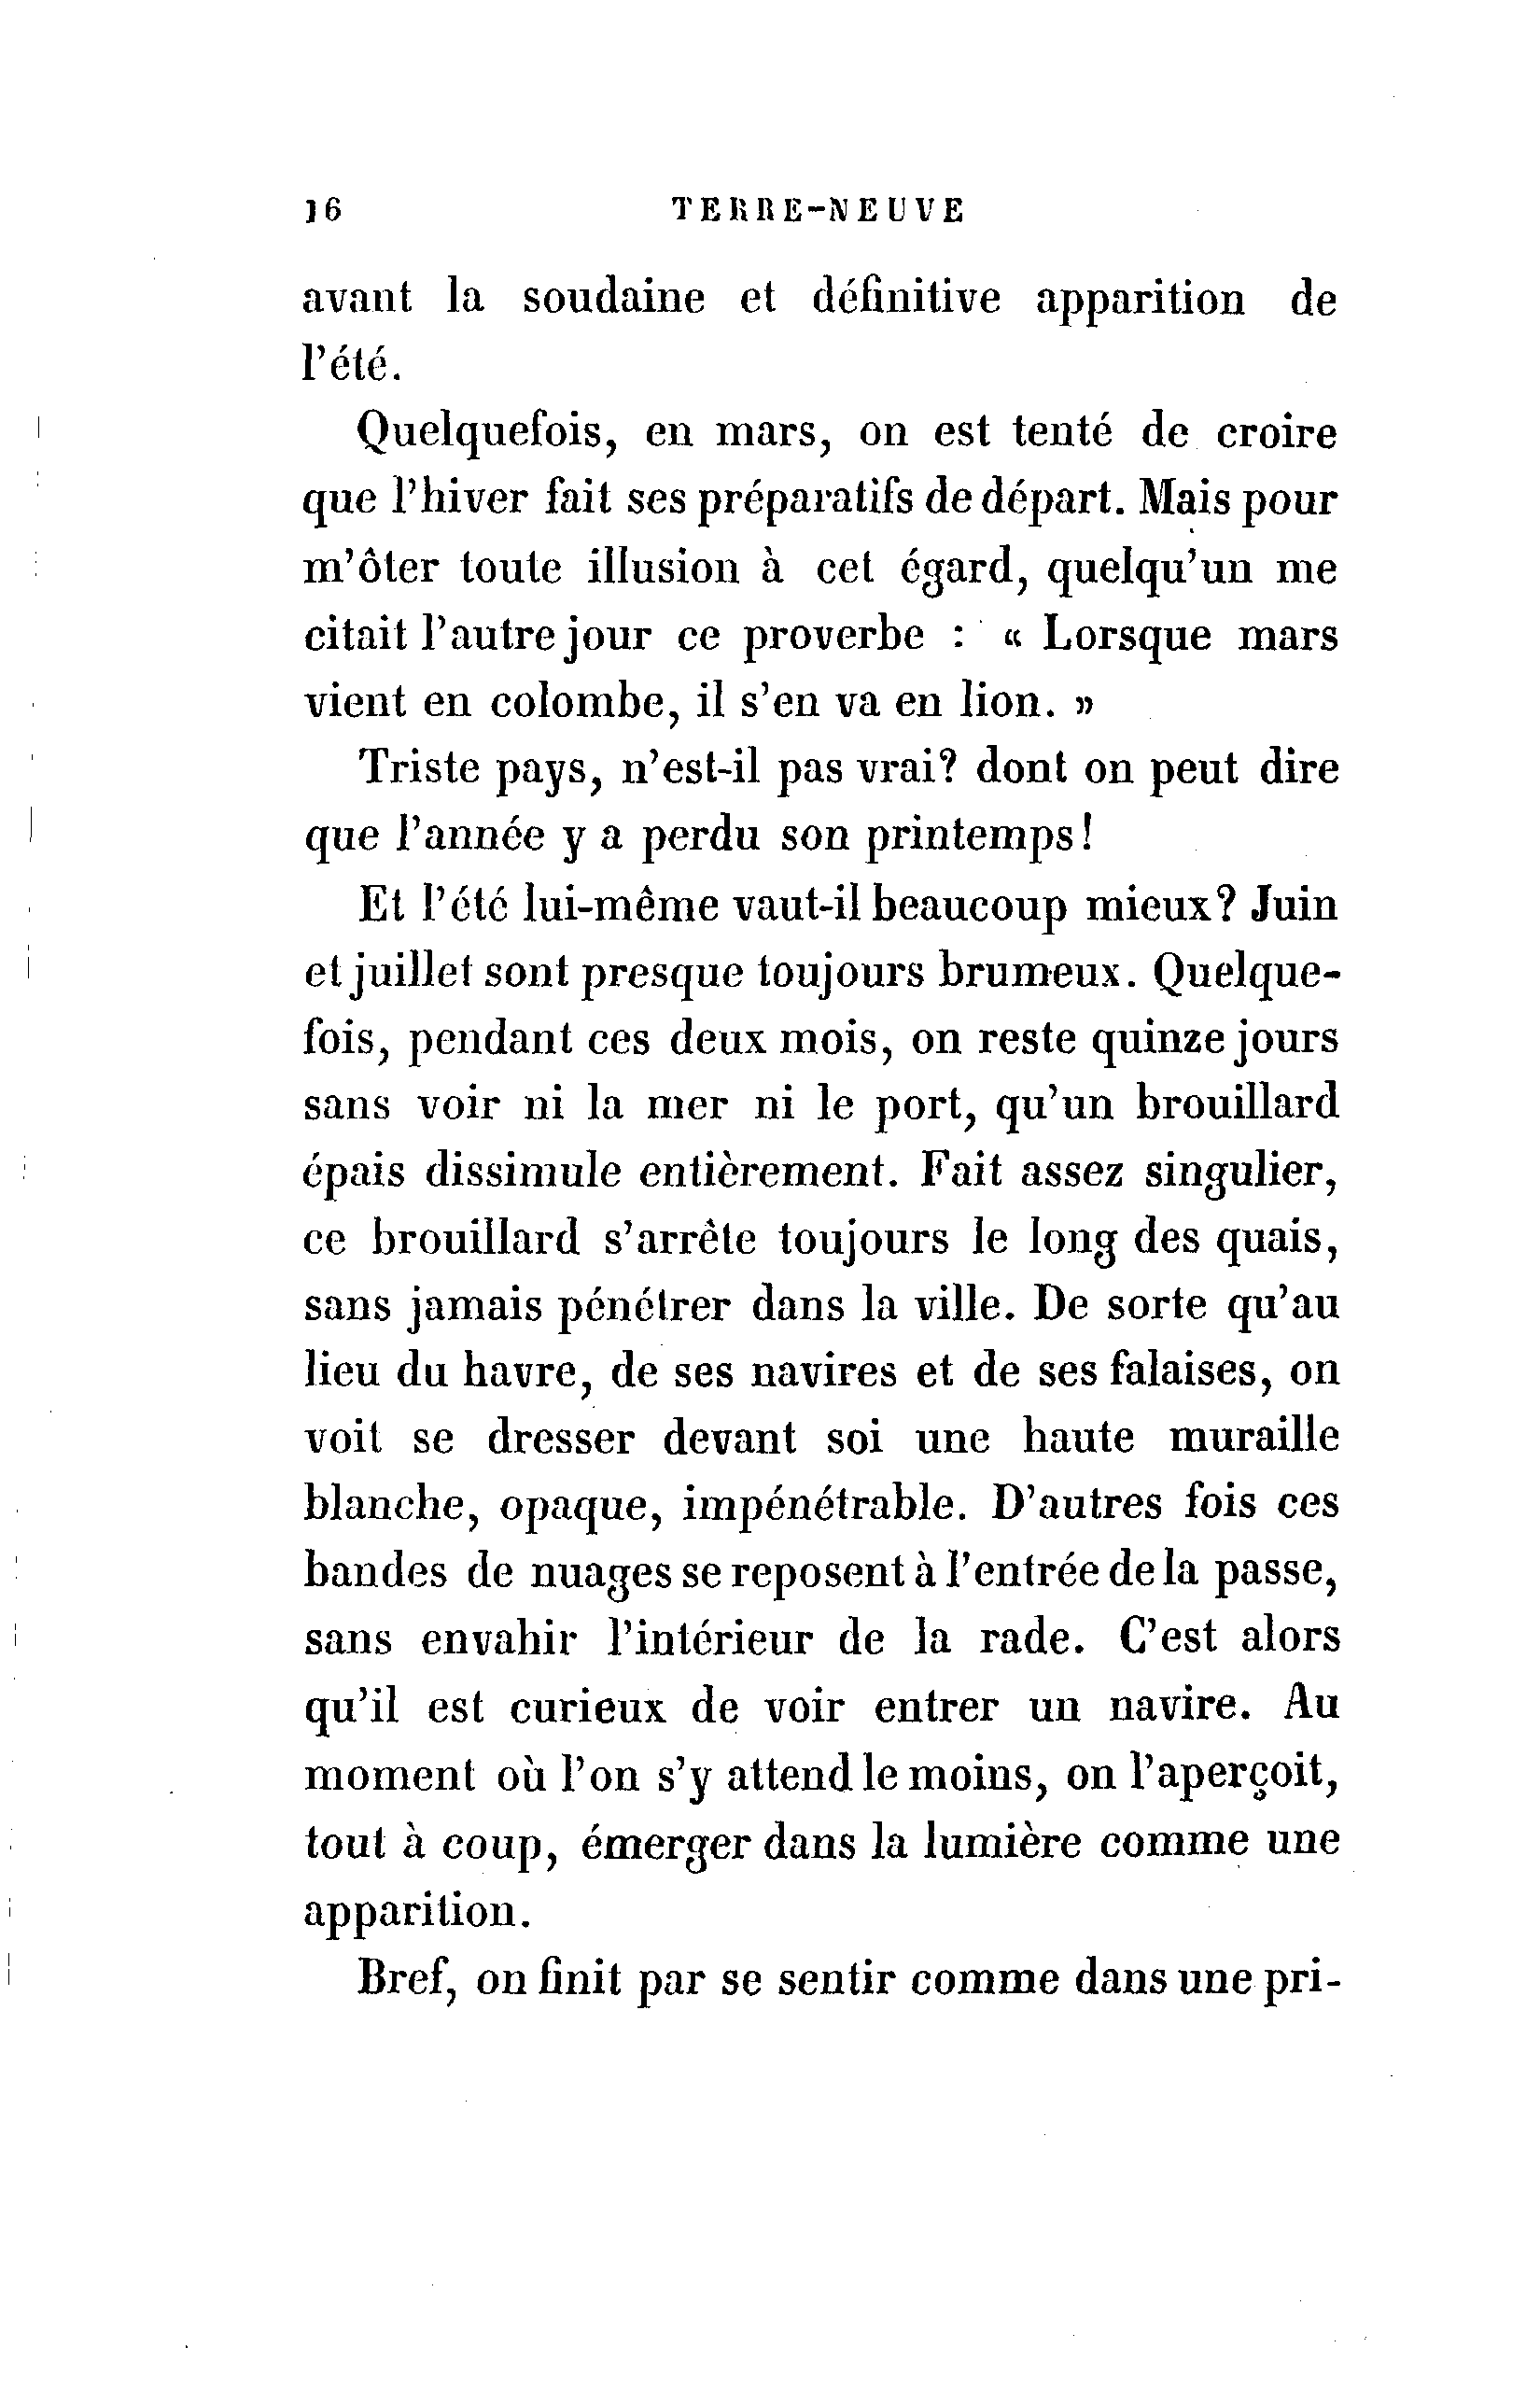 16 TERRE-NEUVE
avant la soudaine et définitive apparition de
l'été.
Quelquefois, en mars, on est tenté de croire
que l'hiver fait ses préparatifs de départ. Mais pour
m'ôter toute illusion à cet égard, quelqu'un me
citait l'autre jour ce proverbe : « Lorsque mars
vient en colombe, il s'en va en lion. »
Triste pays, n'est-il pas vrai? dont on peut dire
que l'année y a perdu son printemps!
Et l'été lui-même vaut-il beaucoup mieux? Juin
et juillet sont presque toujours brumeux. Quelque-
fois, pendant ces deux mois, on reste quinze jours
sans voir ni la mer ni le port, qu'un brouillard
épais dissimule entièrement. Fait assez singulier,
ce brouillard s'arrête toujours le long des quais,
sans jamais pénétrer dans la ville. De sorte qu'au
lieu du havre, de ses navires et de ses falaises, on
voit se dresser devant soi une haute muraille
blanche, opaque, impénétrable. D'autres fois ces
bandes de nuages se reposent à l'entrée de la passe,
sans envahir l'intérieur de la rade. C'est alors
qu'il est curieux de voir entrer un navire. Au
moment où l'on s'y attend le moins, on l'aperçoit,
tout à coup, émerger dans la lumière comme une
apparition.
Bref, on finit par se sentir comme dans une pri-